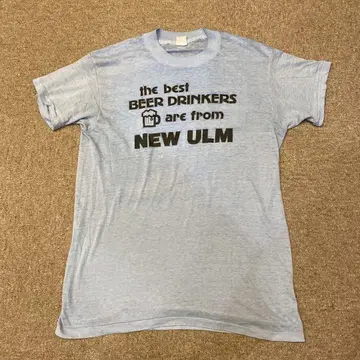 the best
BEER DRINKERS
are from
NEW ULM